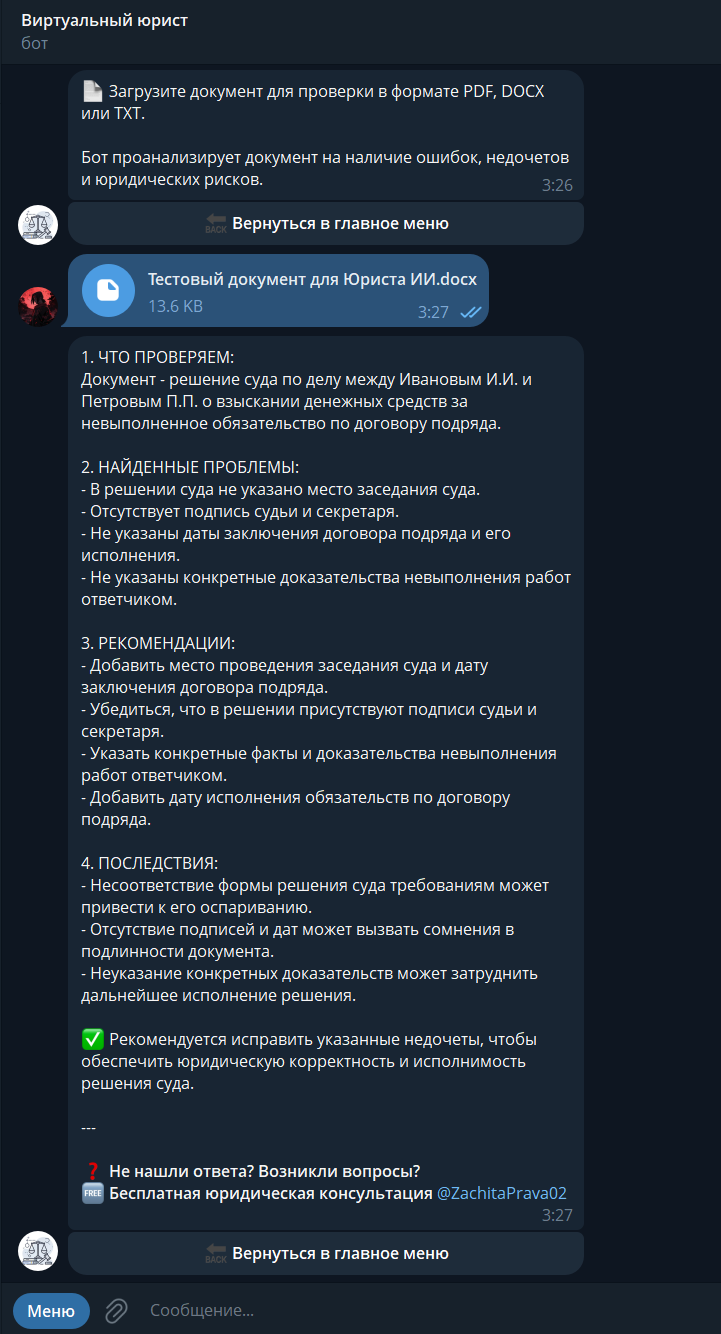 Виртуальный юрист
бот
Загрузите документ для проверки в формате PDF, DOCX
или TXT.
Бот проанализирует документ на наличие ошибок, недочетов
и юридических рисков.
3:26
BACK Вернуться в главное меню
Тестовый документ для Юриста ИИ.docx
13.6 KB
3:27
1. ЧТО ПРОВЕРЯЕМ:
Документ - решение суда по делу между Ивановым И.И. и
Петровым П.П. о взыскании денежных средств за
невыполненное обязательство по договору подряда.
2. НАЙДЕННЫЕ ПРОБЛЕМЫ:
- В решении суда не указано место заседания суда.
- Отсутствует подпись судьи и секретаря.
- Не указаны даты заключения договора подряда и его
исполнения.
- Не указаны конкретные доказательства невыполнения работ
ответчиком.
3. РЕКОМЕНДАЦИИ:
- Добавить место проведения заседания суда и дату
заключения договора подряда.
- Убедиться, что в решении присутствуют подписи судьи и
секретаря.
- Указать конкретные факты и доказательства невыполнения
работ ответчиком.
- Добавить дату исполнения обязательств по договору
подряда.
4. ПОСЛЕДСТВИЯ:
- Несоответствие формы решения суда требованиям может
привести к его оспариванию.
- Отсутствие подписей и дат может вызвать сомнения в
подлинности документа.
- Неуказание конкретных доказательств может затруднить
дальнейшее исполнение решения.
✅ Рекомендуется исправить указанные недочеты, чтобы
обеспечить юридическую корректность и исполнимость
решения суда.
---
❓ Не нашли ответа? Возникли вопросы?
FREE Бесплатная юридическая консультация @ZachitaPrava02
3:27
BACK Вернуться в главное меню
Меню
Сообщение...